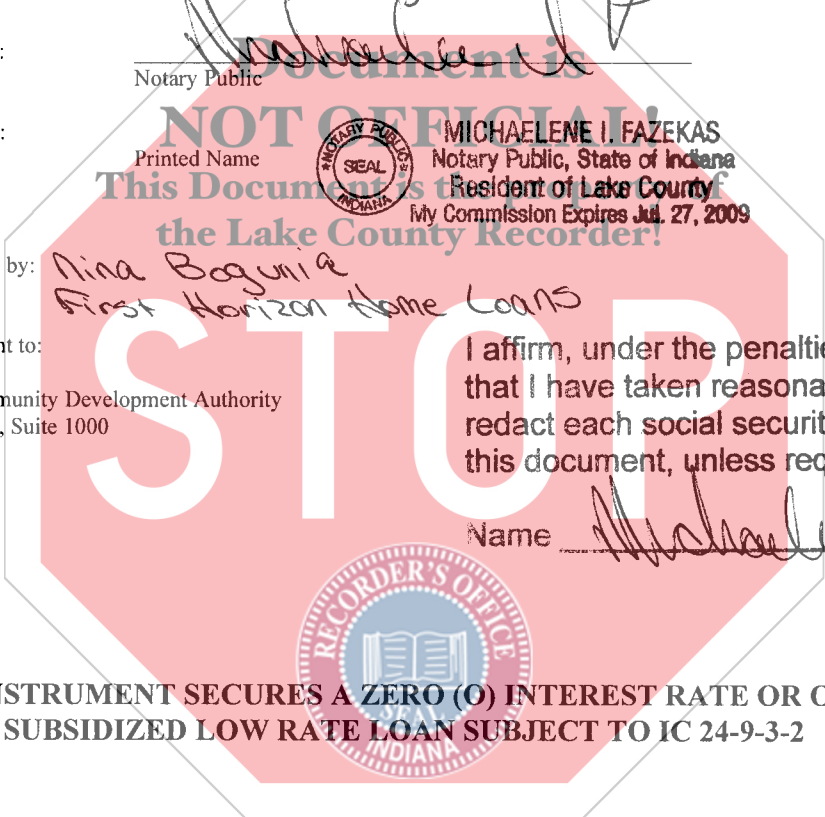 :
Document is
Notary Public
NOT OFFICIAL!
:
MICHAELENE I. FAZEKAS
Printed Name
NOTARY PUBLIC
SEAL
INDIANA
Notary Public, State of Indiana
This Document is the property of
Resident of Lake County
My Commission Expires Jul. 27, 2009
the Lake County Recorder!
by: Nina Bogunia
First Horizon Home Loans
STOP
nt to:
I affirm, under the penaltie
munity Development Authority
that I have taken reasona
, Suite 1000
redact each social securit
this document, unless req
Name
RECORDER'S OFFICE
NSTRUMENT SECURES A ZERO (O) INTEREST RATE OR O
SUBSIDIZED LOW RATE LOAN SUBJECT TO IC 24-9-3-2
SEAL
INDIANA